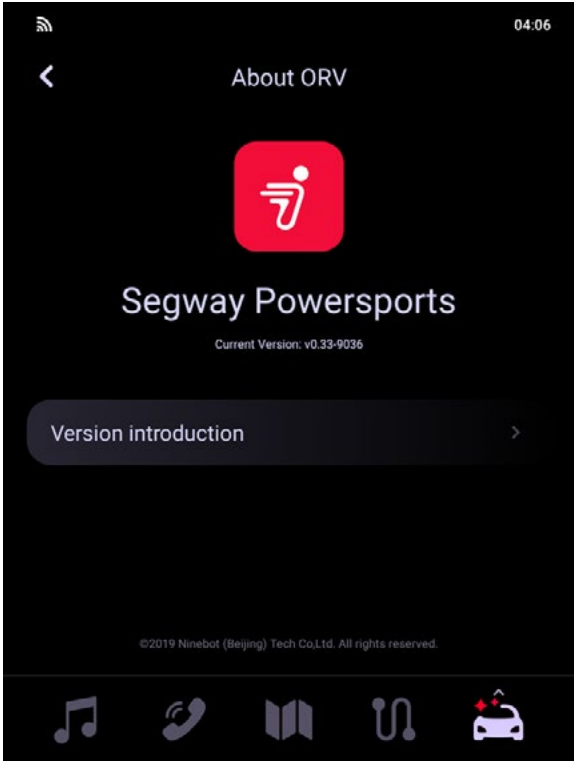 04:06
About ORV
Segway Powersports
Current Version: v0.33-9036
Version introduction
©2019 Ninebot (Beijing) Tech Co,Ltd. All rights reserved.